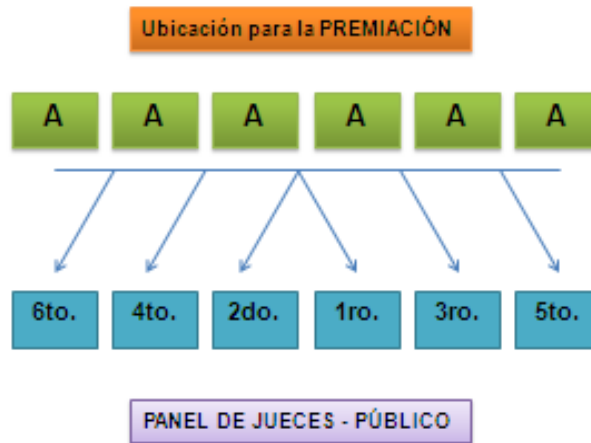 Ubicación para la PREMIACIÓN
A A A A A A
6to. 4to. 2do. 1ro. 3ro. 5to.
PANEL DE JUECES - PÚBLICO